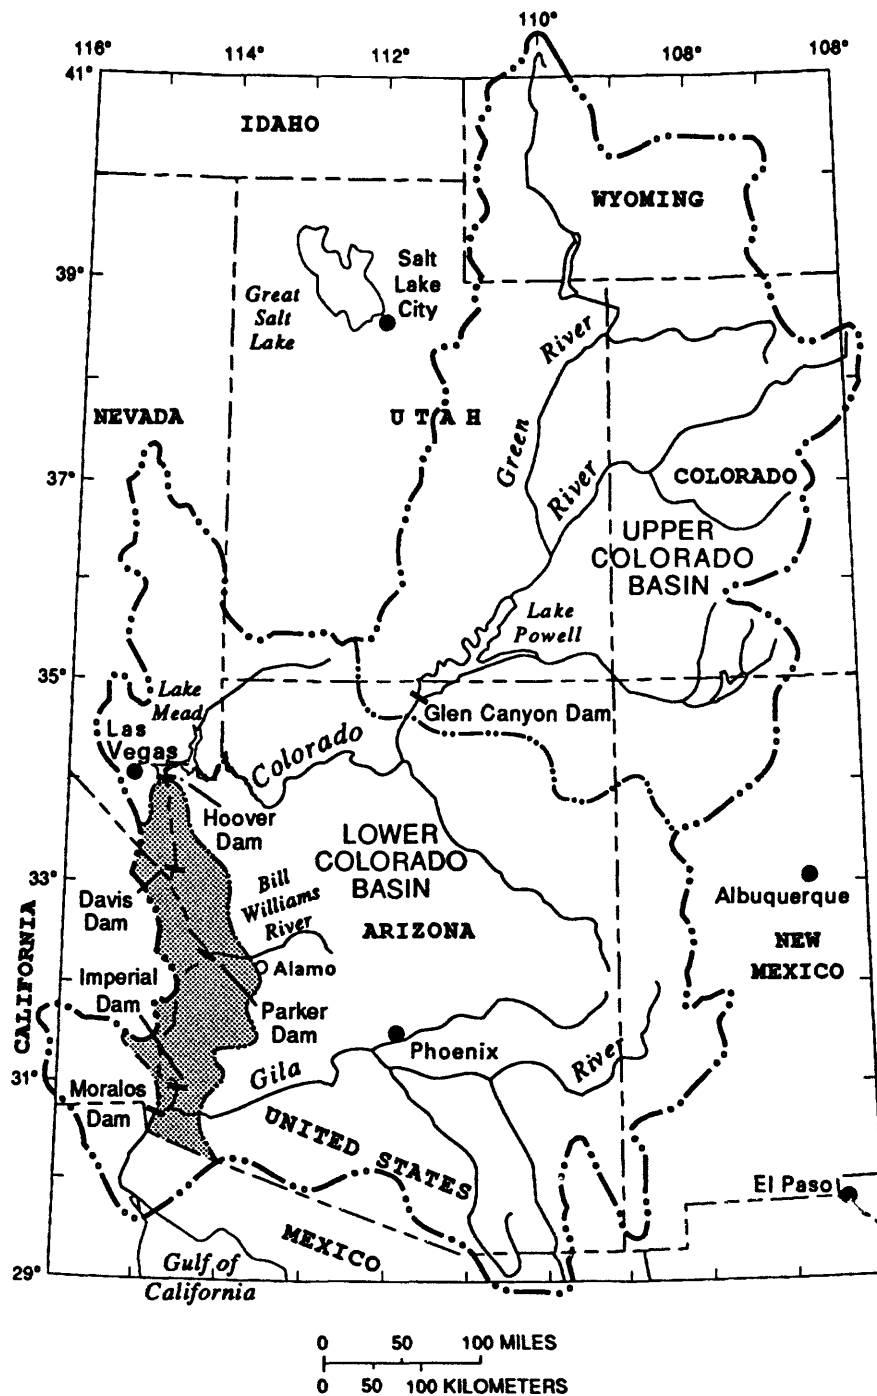 110°
116°
114°
112°
108°
108°
41°
IDAHO
WYOMING
39°
Salt
Lake
City
Great
Salt
Lake
River
NEVADA
UTAH
Green
37°
River
COLORADO
UPPER
COLORADO
BASIN
Lake
Powell
35°
Lake
Mead
Glen Canyon Dam
Las
Vegas
Colorado
Hoover
Dam
LOWER
COLORADO
BASIN
33°
Davis
Dam
Bill
Williams
River
Albuquerque
ARIZONA
NEW
MEXICO
CALIFORNIA
Imperial
Dam
Alamo
Parker
Dam
Phoenix
River
Gila
31°
Moralos
Dam
UNITED STATES
El Paso
MEXICO
Gulf of
California
29°
0 50 100 MILES
0 50 100 KILOMETERS